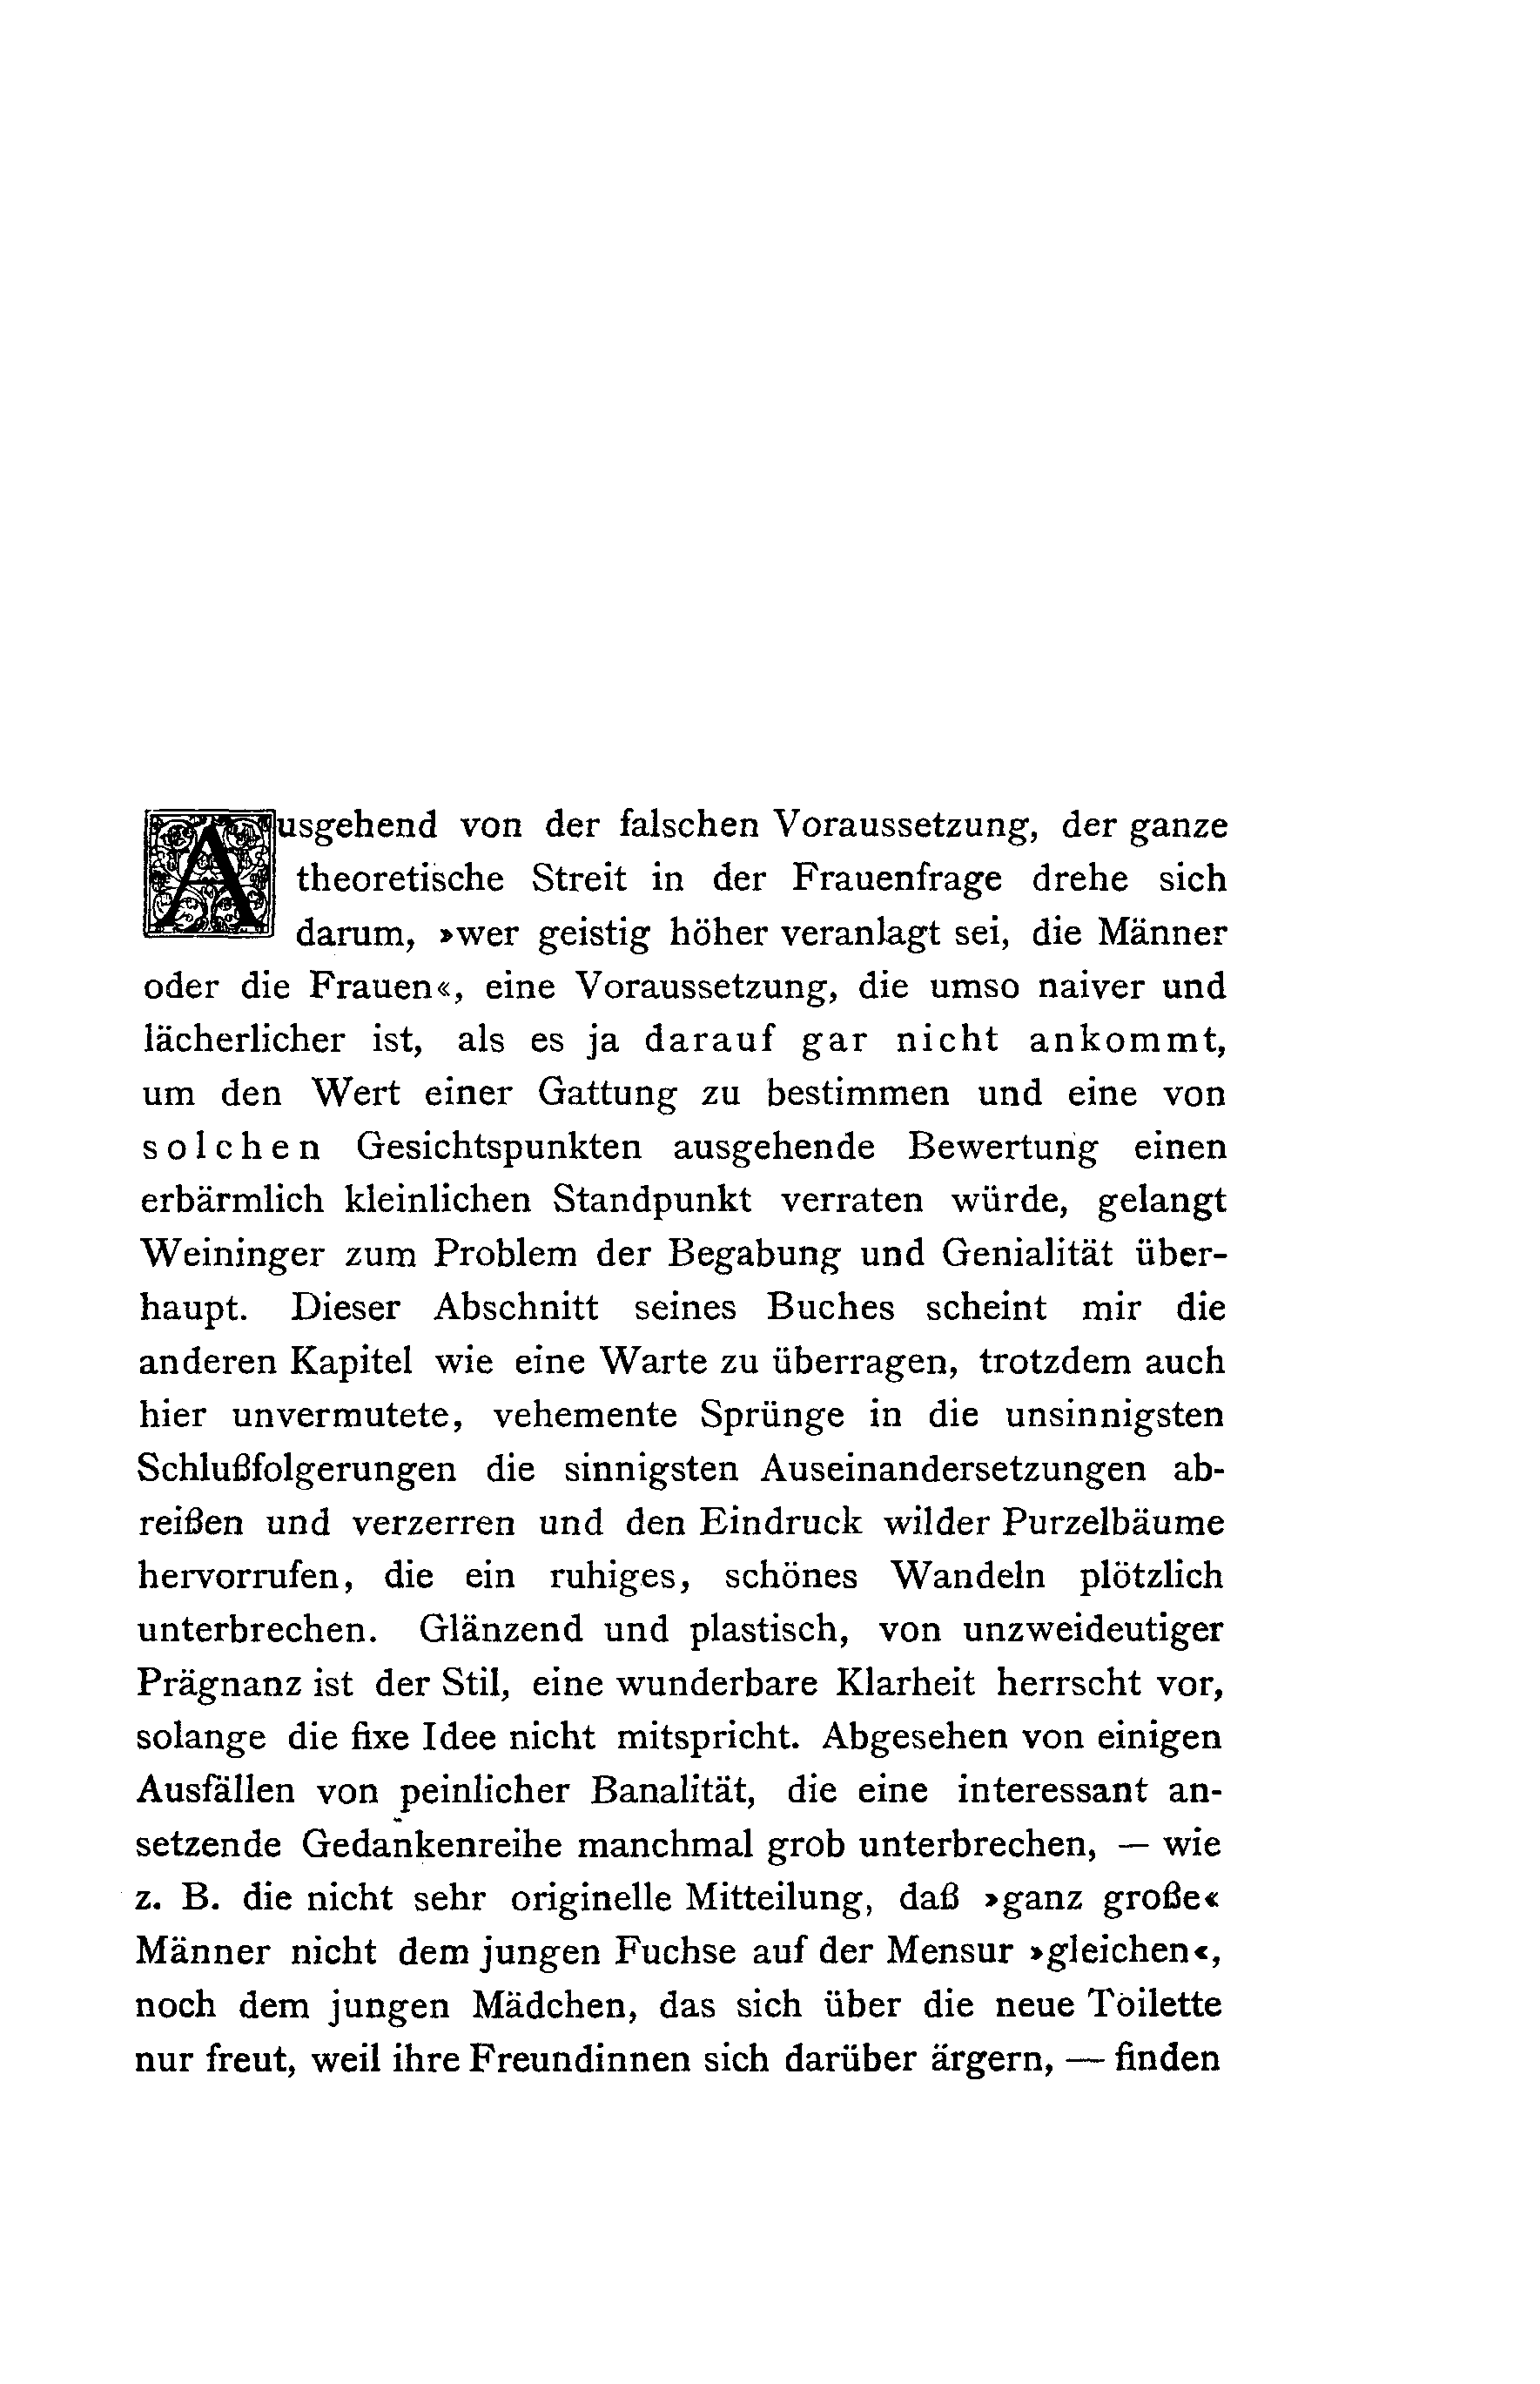 Ausgehend von der falschen Voraussetzung, der ganze
theoretische Streit in der Frauenfrage drehe sich
darum, »wer geistig höher veranlagt sei, die Männer
oder die Frauen«, eine Voraussetzung, die umso naiver und
lächerlicher ist, als es ja darauf gar nicht ankommt,
um den Wert einer Gattung zu bestimmen und eine von
solchen Gesichtspunkten ausgehende Bewertung einen
erbärmlich kleinlichen Standpunkt verraten würde, gelangt
Weininger zum Problem der Begabung und Genialität über-
haupt. Dieser Abschnitt seines Buches scheint mir die
anderen Kapitel wie eine Warte zu überragen, trotzdem auch
hier unvermutete, vehemente Sprünge in die unsinnigsten
Schlußfolgerungen die sinnigsten Auseinandersetzungen ab-
reißen und verzerren und den Eindruck wilder Purzelbäume
hervorrufen, die ein ruhiges, schönes Wandeln plötzlich
unterbrechen. Glänzend und plastisch, von unzweideutiger
Prägnanz ist der Stil, eine wunderbare Klarheit herrscht vor,
solange die fixe Idee nicht mitspricht. Abgesehen von einigen
Ausfällen von peinlicher Banalität, die eine interessant an-
setzende Gedankenreihe manchmal grob unterbrechen, — wie
z. B. die nicht sehr originelle Mitteilung, daß »ganz große«
Männer nicht dem jungen Fuchse auf der Mensur »gleichen«,
noch dem jungen Mädchen, das sich über die neue Toilette
nur freut, weil ihre Freundinnen sich darüber ärgern, — finden